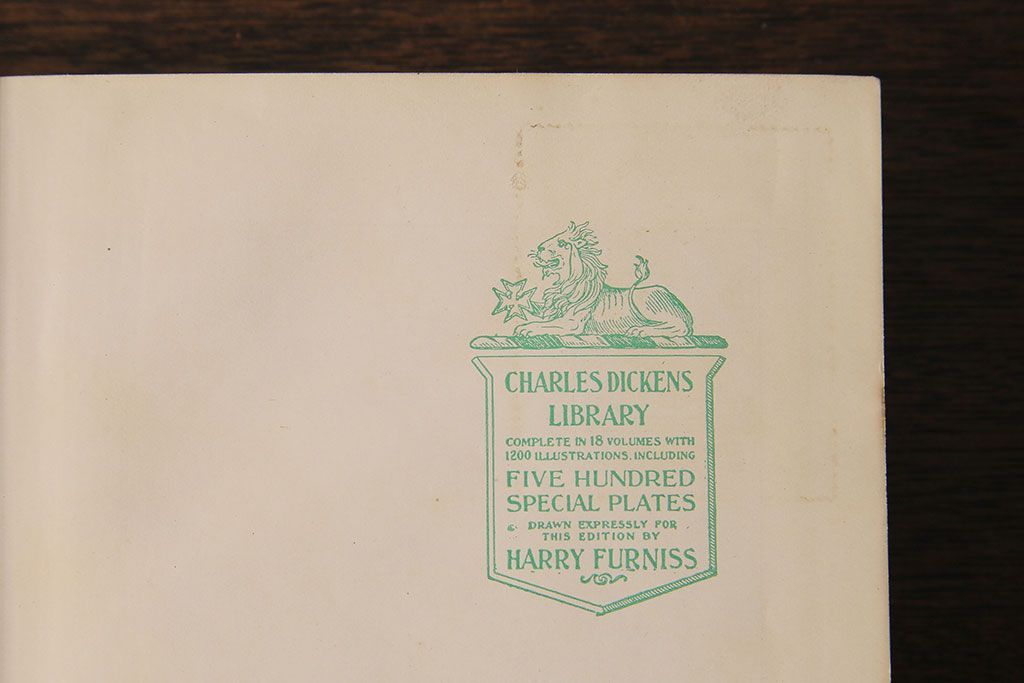 CHARLES DICKENS
LIBRARY
COMPLETE IN 18 VOLUMES WITH
1200 ILLUSTRATIONS, INCLUDING
FIVE HUNDRED
SPECIAL PLATES
DRAWN EXPRESSLY FOR
THIS EDITION BY
HARRY FURNISS